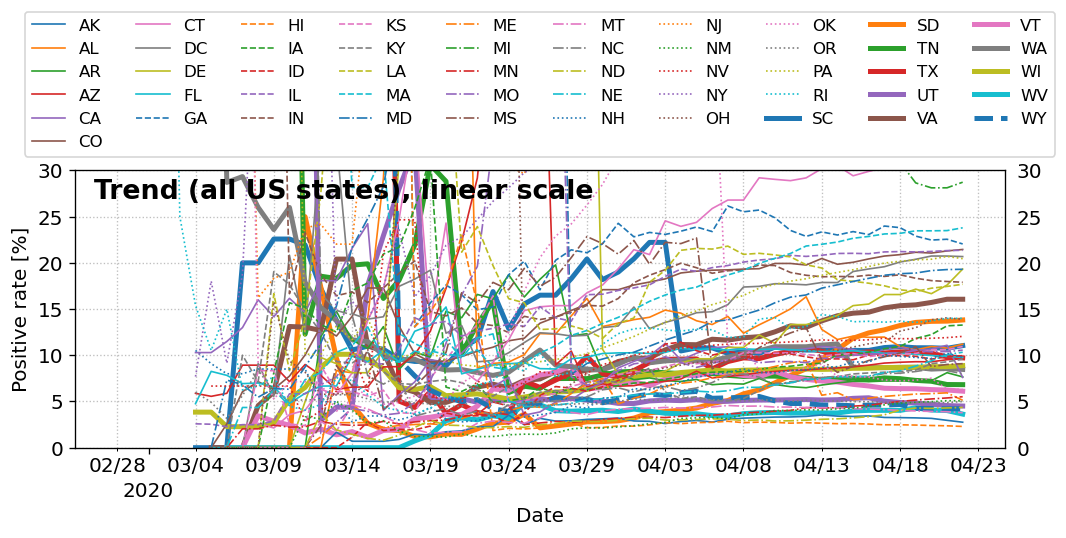 AK CT HI KS ME MT NJ OK SD VT
AL DC IA KY MI NC NM OR TN WA
AR DE ID LA MN ND NV PA TX WI
AZ FL IL MA MO NE NY RI UT WV
CA GA IN MD MS NH OH SC VA WY
CO
Trend (all US states), linear scale
Positive rate [%]
30 30
25 25
20 20
15 15
10 10
5 5
0 0
02/28 03/04 03/09 03/14 03/19 03/24 03/29 04/03 04/08 04/13 04/18 04/23
2020
Date